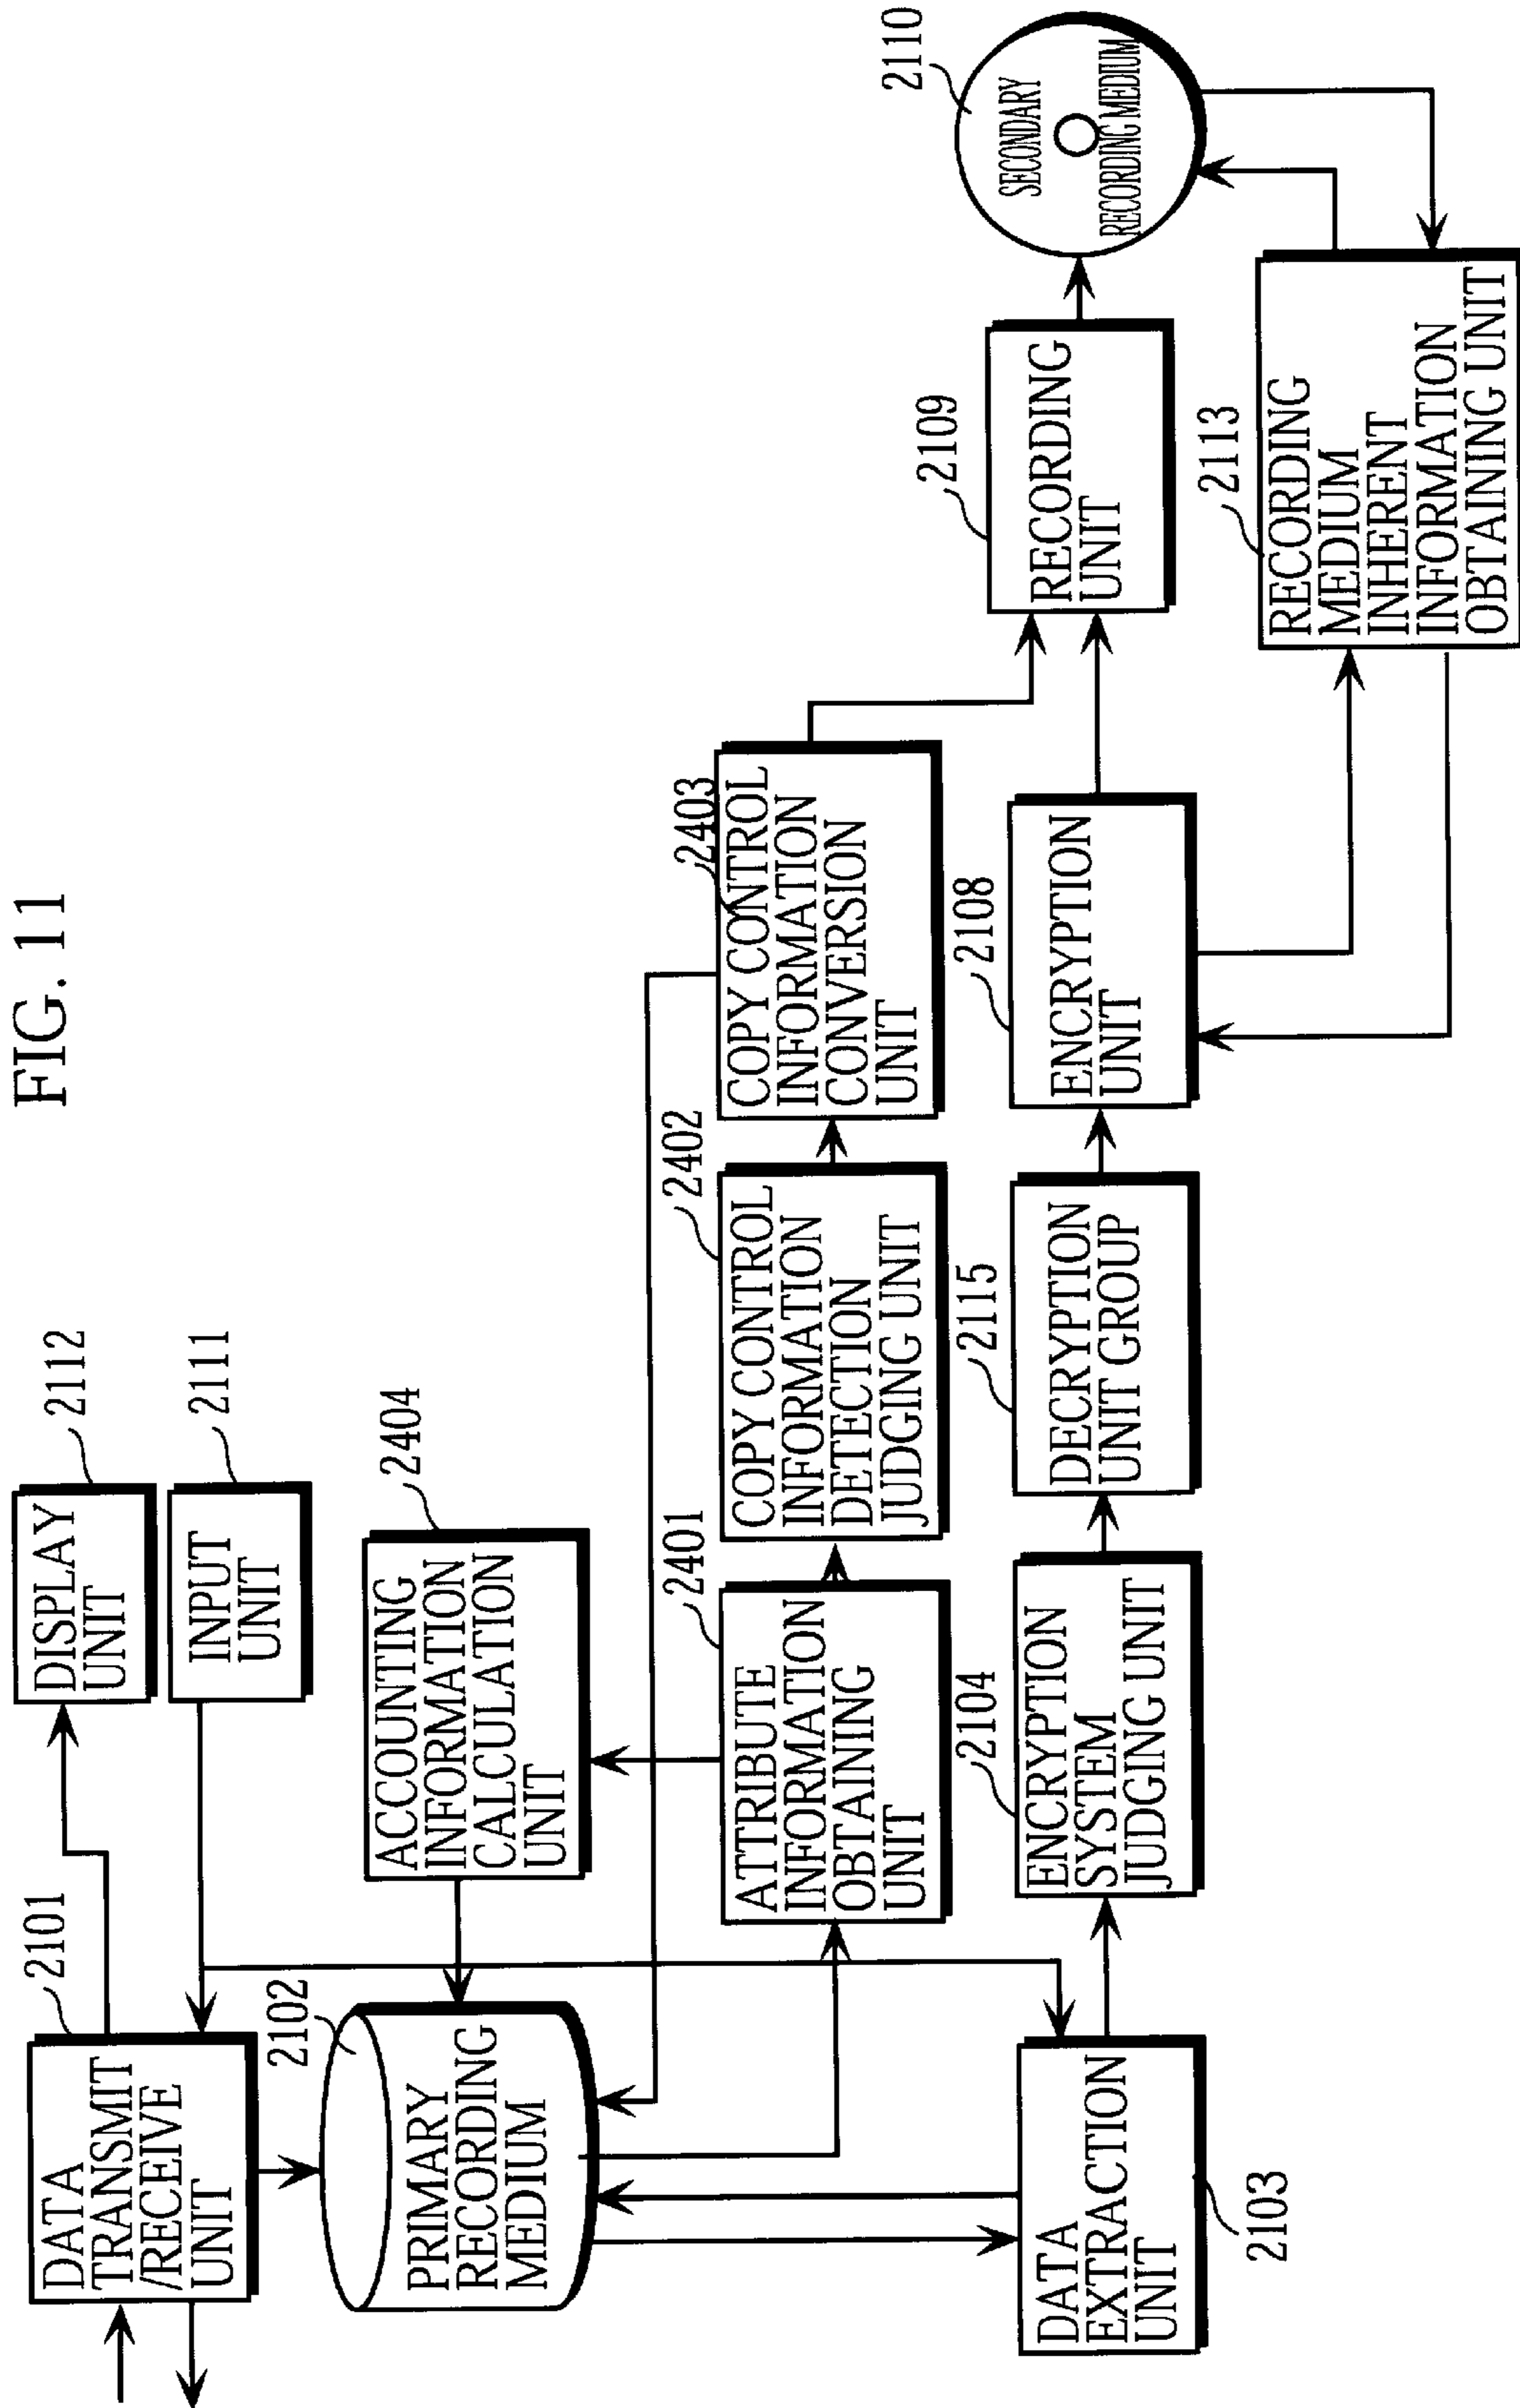 FIG. 11
2101
DATA
TRANSMIT
/RECEIVE
UNIT
2112
DISPLAY
UNIT
2111
INPUT
UNIT
2102
PRIMARY
RECORDING
MEDIUM
2404
ACCOUNTING
INFORMATION
CALCULATION
UNIT
2401
ATTRIBUTE
INFORMATION
OBTAINING
UNIT
2402
COPY CONTROL
INFORMATION
DETECTION
JUDGING UNIT
2403
COPY CONTROL
INFORMATION
CONVERSION
UNIT
2103
DATA
EXTRACTION
UNIT
2104
ENCRYPTION
SYSTEM
JUDGING UNIT
2115
DECRYPTION
UNIT GROUP
2108
ENCRYPTION
UNIT
2109
RECORDING
UNIT
2110
SECONDARY
RECORDING MEDIUM
2113
RECORDING
MEDIUM
INHERENT
INFORMATION
OBTAINING UNIT